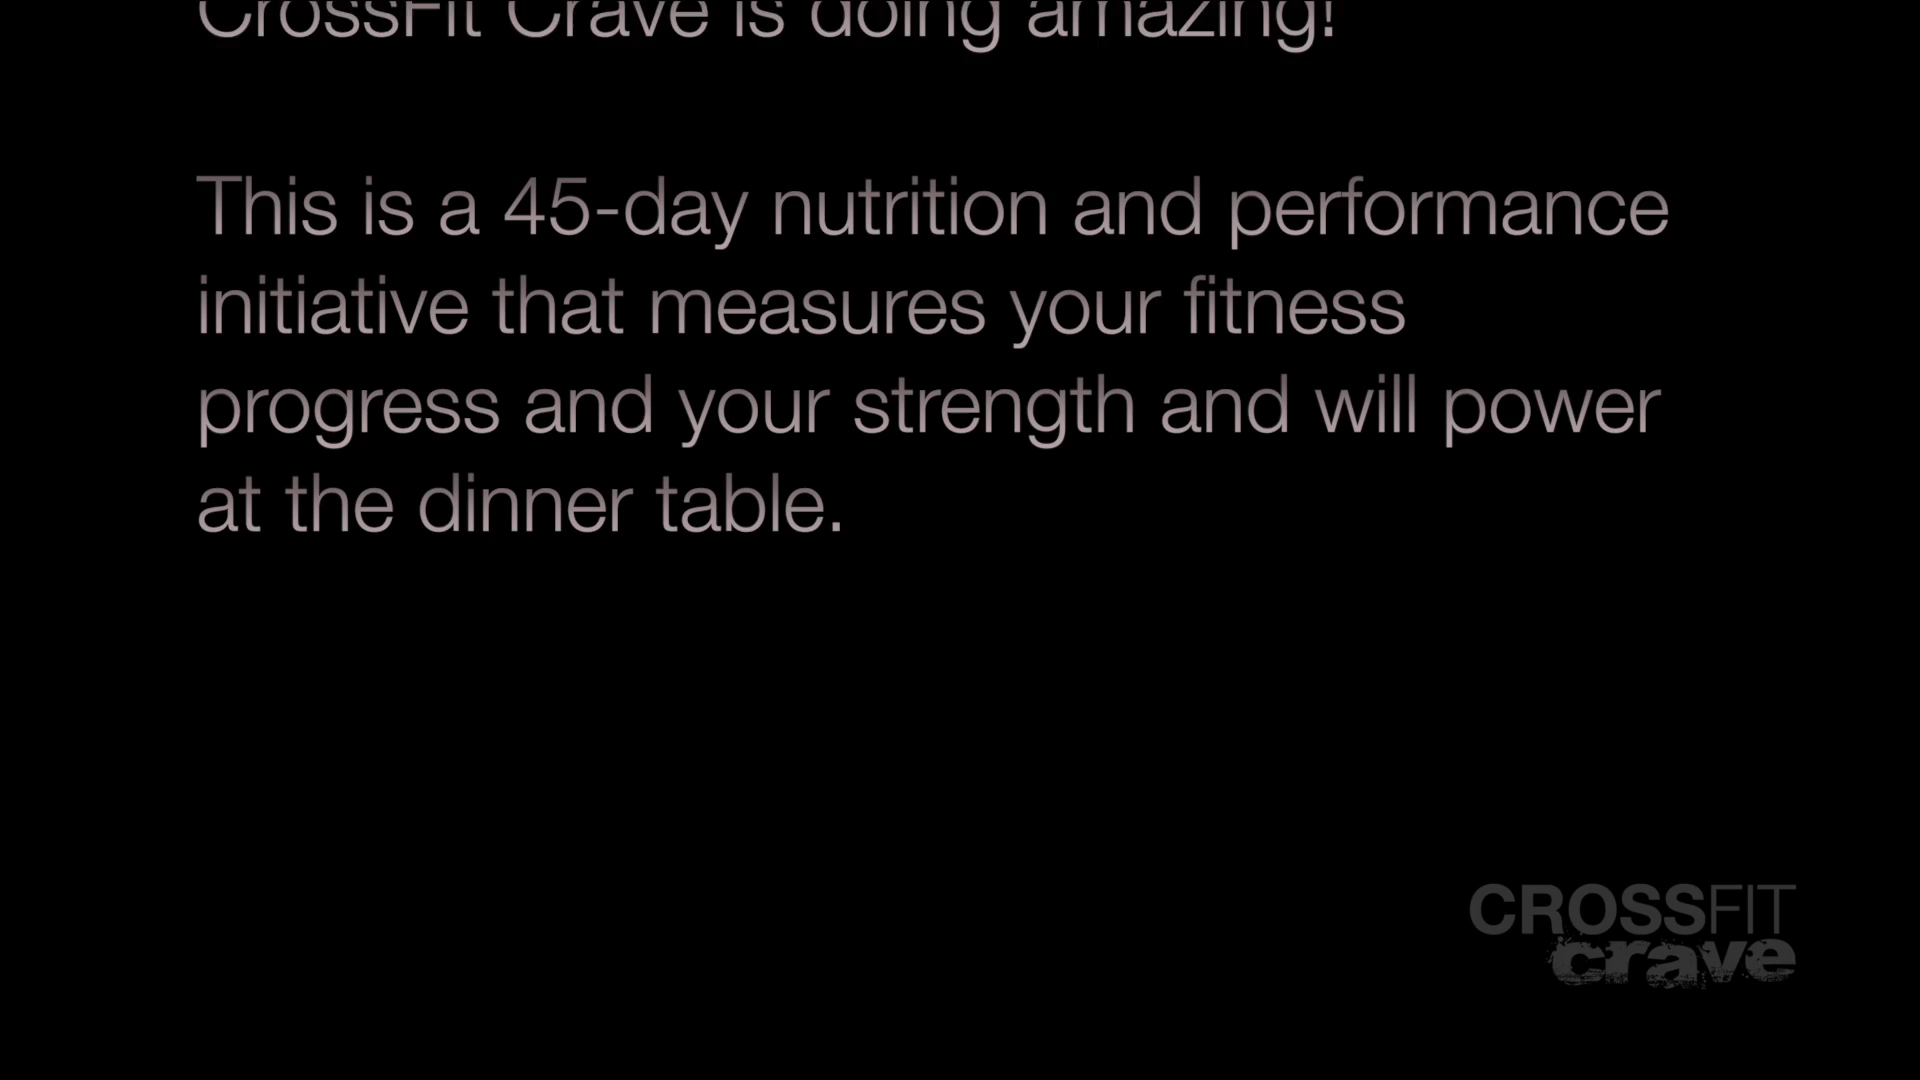 CrossFit Crave is doing amazing!
This is a 45-day nutrition and performance
initiative that measures your fitness
progress and your strength and will power
at the dinner table.
CROSSFIT
crave